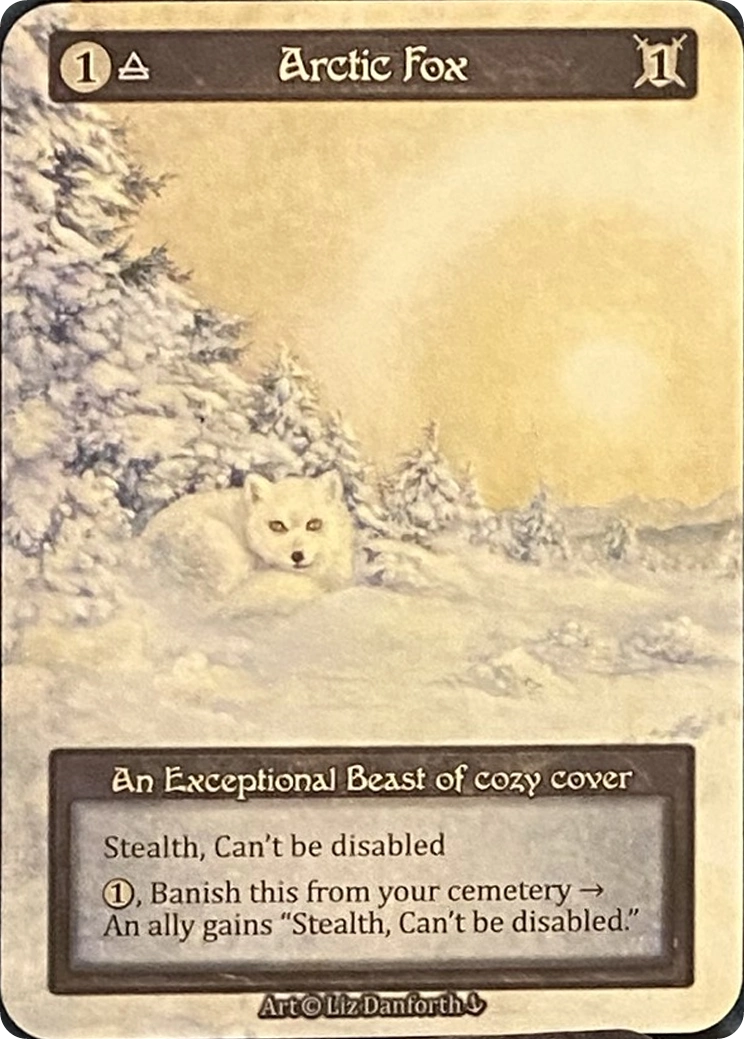 1 Arctic Fox 1
An Exceptional Beast of cozy cover
Stealth, Can't be disabled
1, Banish this from your cemetery →
An ally gains “Stealth, Can't be disabled.”
Art © Liz Danforth